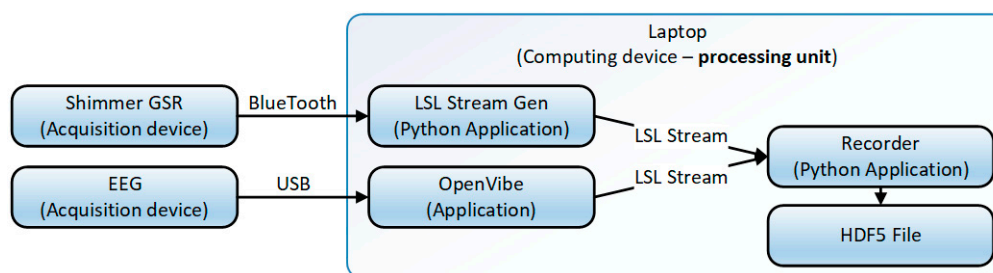 Laptop
(Computing device – processing unit)
Shimmer GSR
(Acquisition device)
BlueTooth
LSL Stream Gen
(Python Application)
LSL Stream
Recorder
(Python Application)
EEG
(Acquisition device)
USB
OpenVibe
(Application)
LSL Stream
HDF5 File